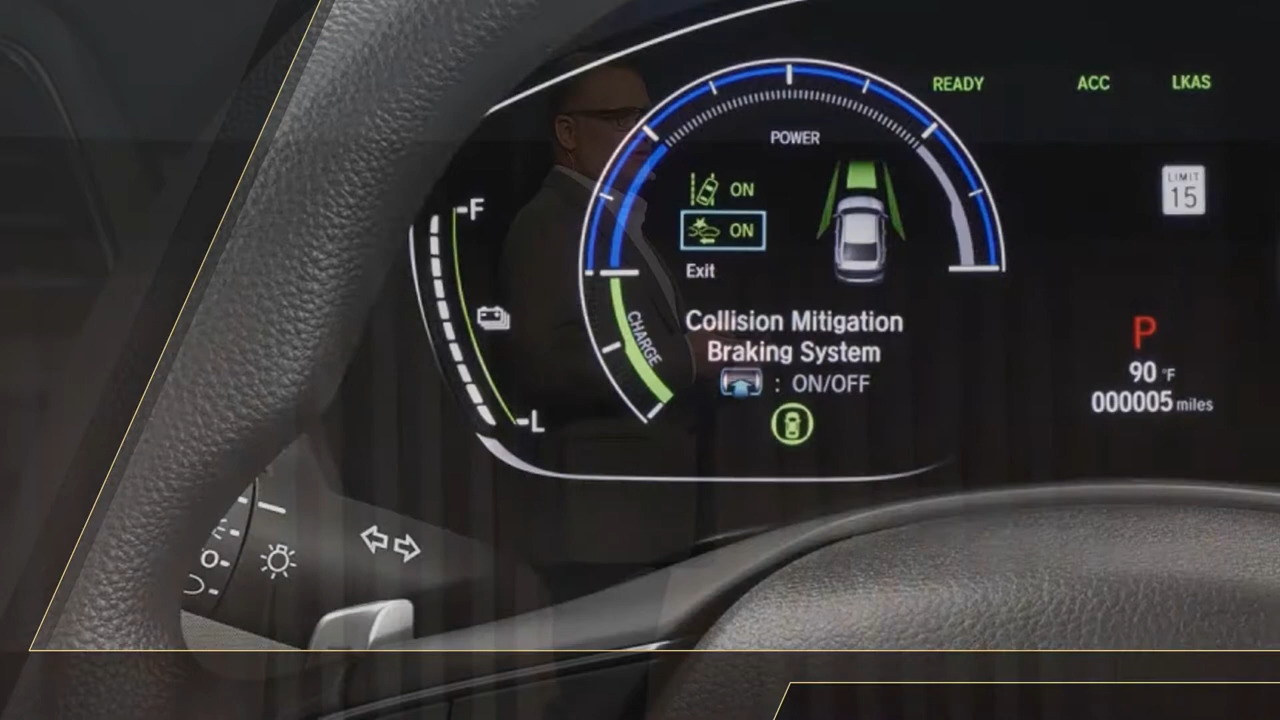 READY
ACC
LKAS
POWER
LIMIT
15
ON
-F
ON
Exit
CHARGE
Collision Mitigation
Braking System
: ON/OFF
P
90 °F
000005 miles
-L